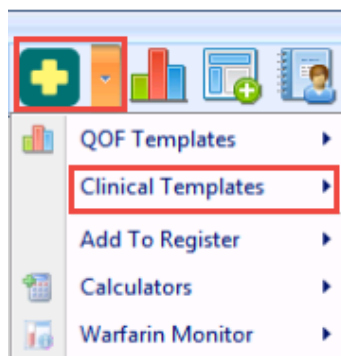 QOF Templates
Clinical Templates
Add To Register
Calculators
Warfarin Monitor